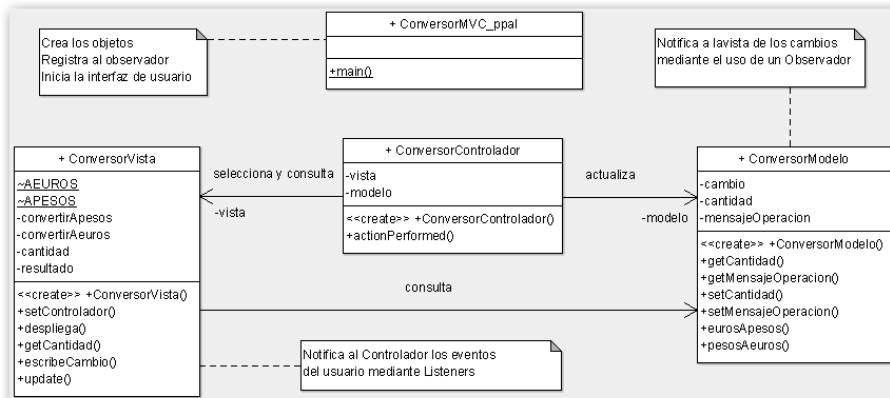 Crea los objetos
Registra al observador
Inicia la interfaz de usuario
+ ConversorMVC_ppal
+main()
Notifica a lavista de los cambios
mediante el uso de un Observador
+ ConversorVista
~AEUROS
~APESOS
-convertirApesos
-convertirAeuros
-cantidad
-resultado
<<create>> +ConversorVista()
+setControlador()
+despliega()
+getCantidad()
+escribeCambio()
+update()
selecciona y consulta
-vista
+ ConversorControlador
-vista
-modelo
<<create>> +ConversorControlador()
+actionPerformed()
actualiza
-modelo
+ ConversorModelo
-cambio
-cantidad
-mensajeOperacion
<<create>> +ConversorModelo()
+getCantidad()
+getMensajeOperacion()
+setCantidad()
+setMensajeOperacion()
+eurosApesos()
+pesosAeuros()
consulta
Notifica al Controlador los eventos
del usuario mediante Listeners